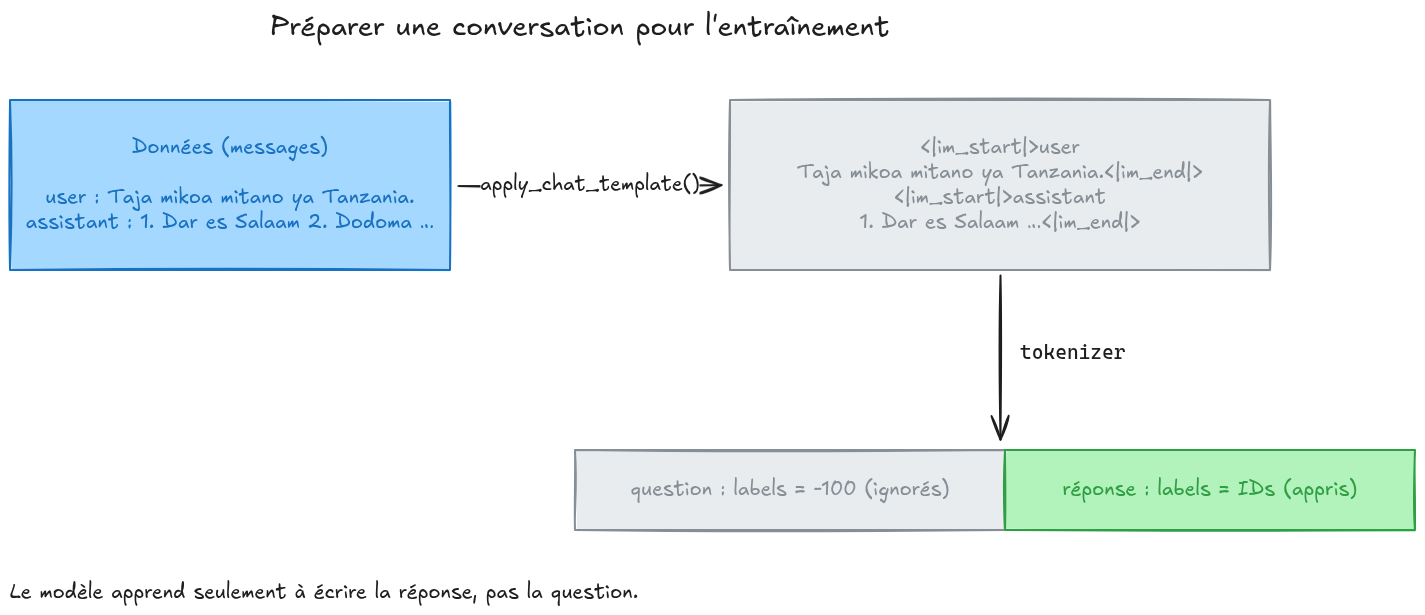 Préparer une conversation pour l'entraînement
Données (messages)
user : Taja mikoa mitano ya Tanzania.
assistant : 1. Dar es Salaam 2. Dodoma ...
apply_chat_template()
<|im_start|>user
Taja mikoa mitano ya Tanzania.<|im_end|>
<|im_start|>assistant
1. Dar es Salaam ...<|im_end|>
tokenizer
question : labels = -100 (ignorés)
réponse : labels = IDs (appris)
Le modèle apprend seulement à écrire la réponse, pas la question.